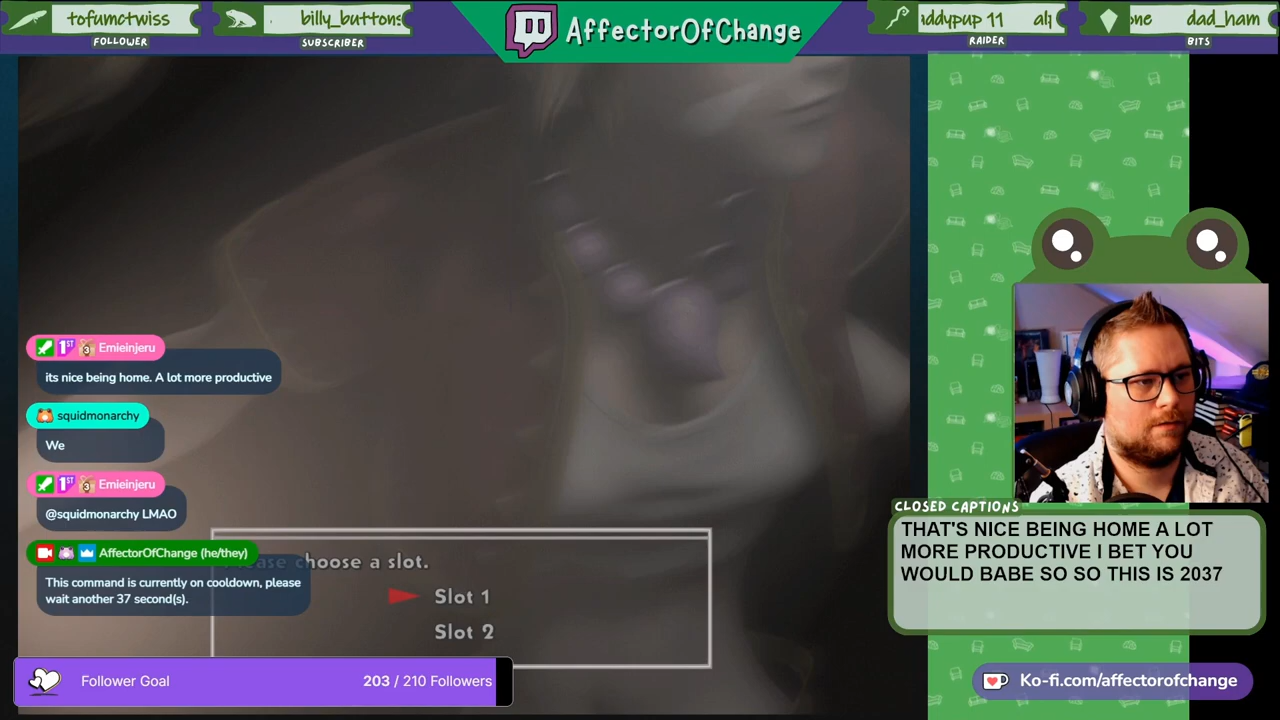 tofumctwiss
FOLLOWER
billy_buttons
SUBSCRIBER
AffectorOfChange
ddypup 11
RAIDER
dad_ham
BITS
Emieinjeru
its nice being home. A lot more productive
squidmonarchy
We
Emieinjeru
@squidmonarchy LMAO
AffectorOfChange (he/they)
This command is currently on cooldown, please
wait another 37 second(s).
choose a slot.
Slot 1
Slot 2
Follower Goal
203 / 210 Followers
CLOSED CAPTIONS
THAT'S NICE BEING HOME A LOT
MORE PRODUCTIVE I BET YOU
WOULD BABE SO SO THIS IS 2037
Ko-fi.com/affectorofchange